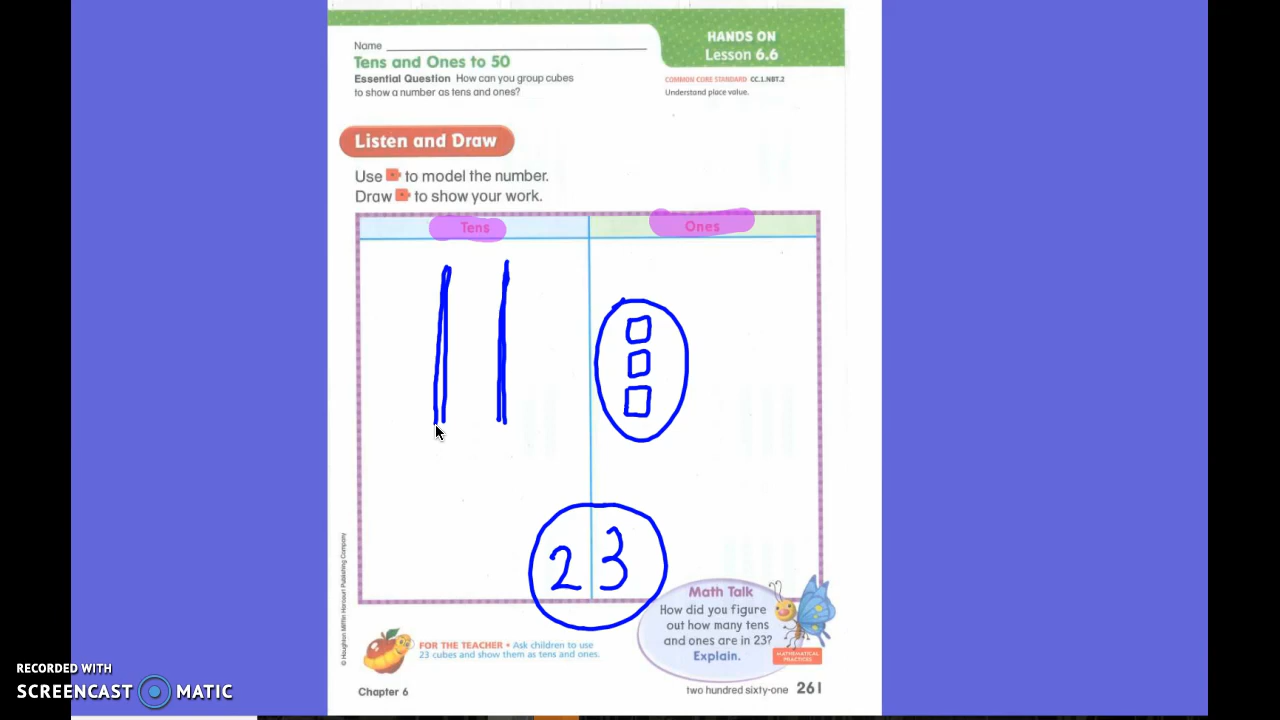 HANDS ON
Lesson 6.6
Name
Tens and Ones to 50
Essential Question How can you group cubes
to show a number as tens and ones?
COMMON CORE STANDARD CC.1.NBT.2
Understand place value.
Listen and Draw
Use to model the number.
Draw to show your work.
Tens
Ones
23
Math Talk
How did you figure
out how many tens
and ones are in 23?
Explain.
MATHEMATICAL
PRACTICES
FOR THE TEACHER • Ask children to use
23 cubes and show them as tens and ones.
© Houghton Mifflin Harcourt Publishing Company
Chapter 6
two hundred sixty-one 261
RECORDED WITH
SCREENCAST MATIC